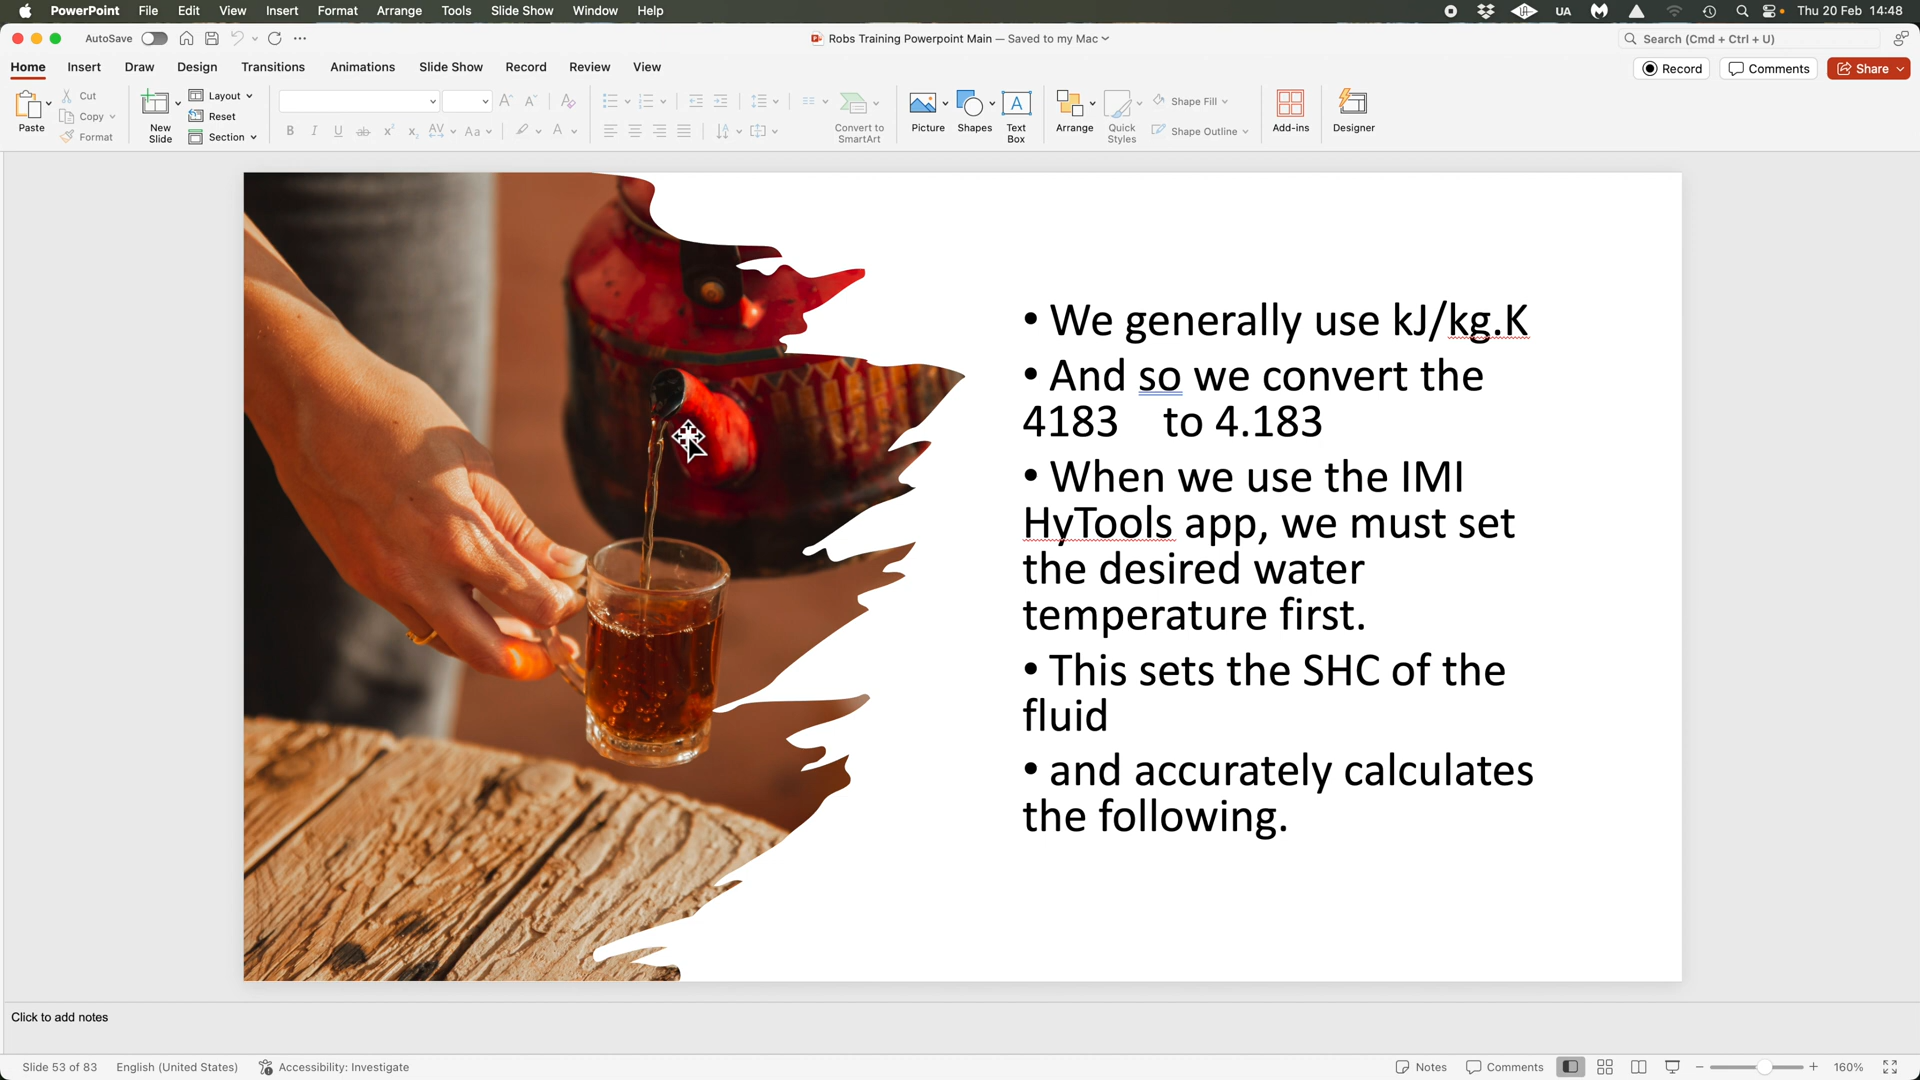 PowerPoint File Edit View Insert Format Arrange Tools Slide Show Window Help UA Thu 20 Feb 14:48
AutoSave Robs Training Powerpoint Main — Saved to my Mac Search (Cmd + Ctrl + U)
Home Insert Draw Design Transitions Animations Slide Show Record Review View Record Comments Share
Paste Cut Copy Format
New Slide Layout Reset Section
Convert to SmartArt
Picture Shapes Text Box
Arrange Quick Styles Shape Fill Shape Outline
Add-ins Designer
• We generally use kJ/kg.K
• And so we convert the
4183 to 4.183
• When we use the IMI
HyTools app, we must set
the desired water
temperature first.
• This sets the SHC of the
fluid
• and accurately calculates
the following.
Click to add notes
Slide 53 of 83 English (United States) Accessibility: Investigate Notes Comments 160%